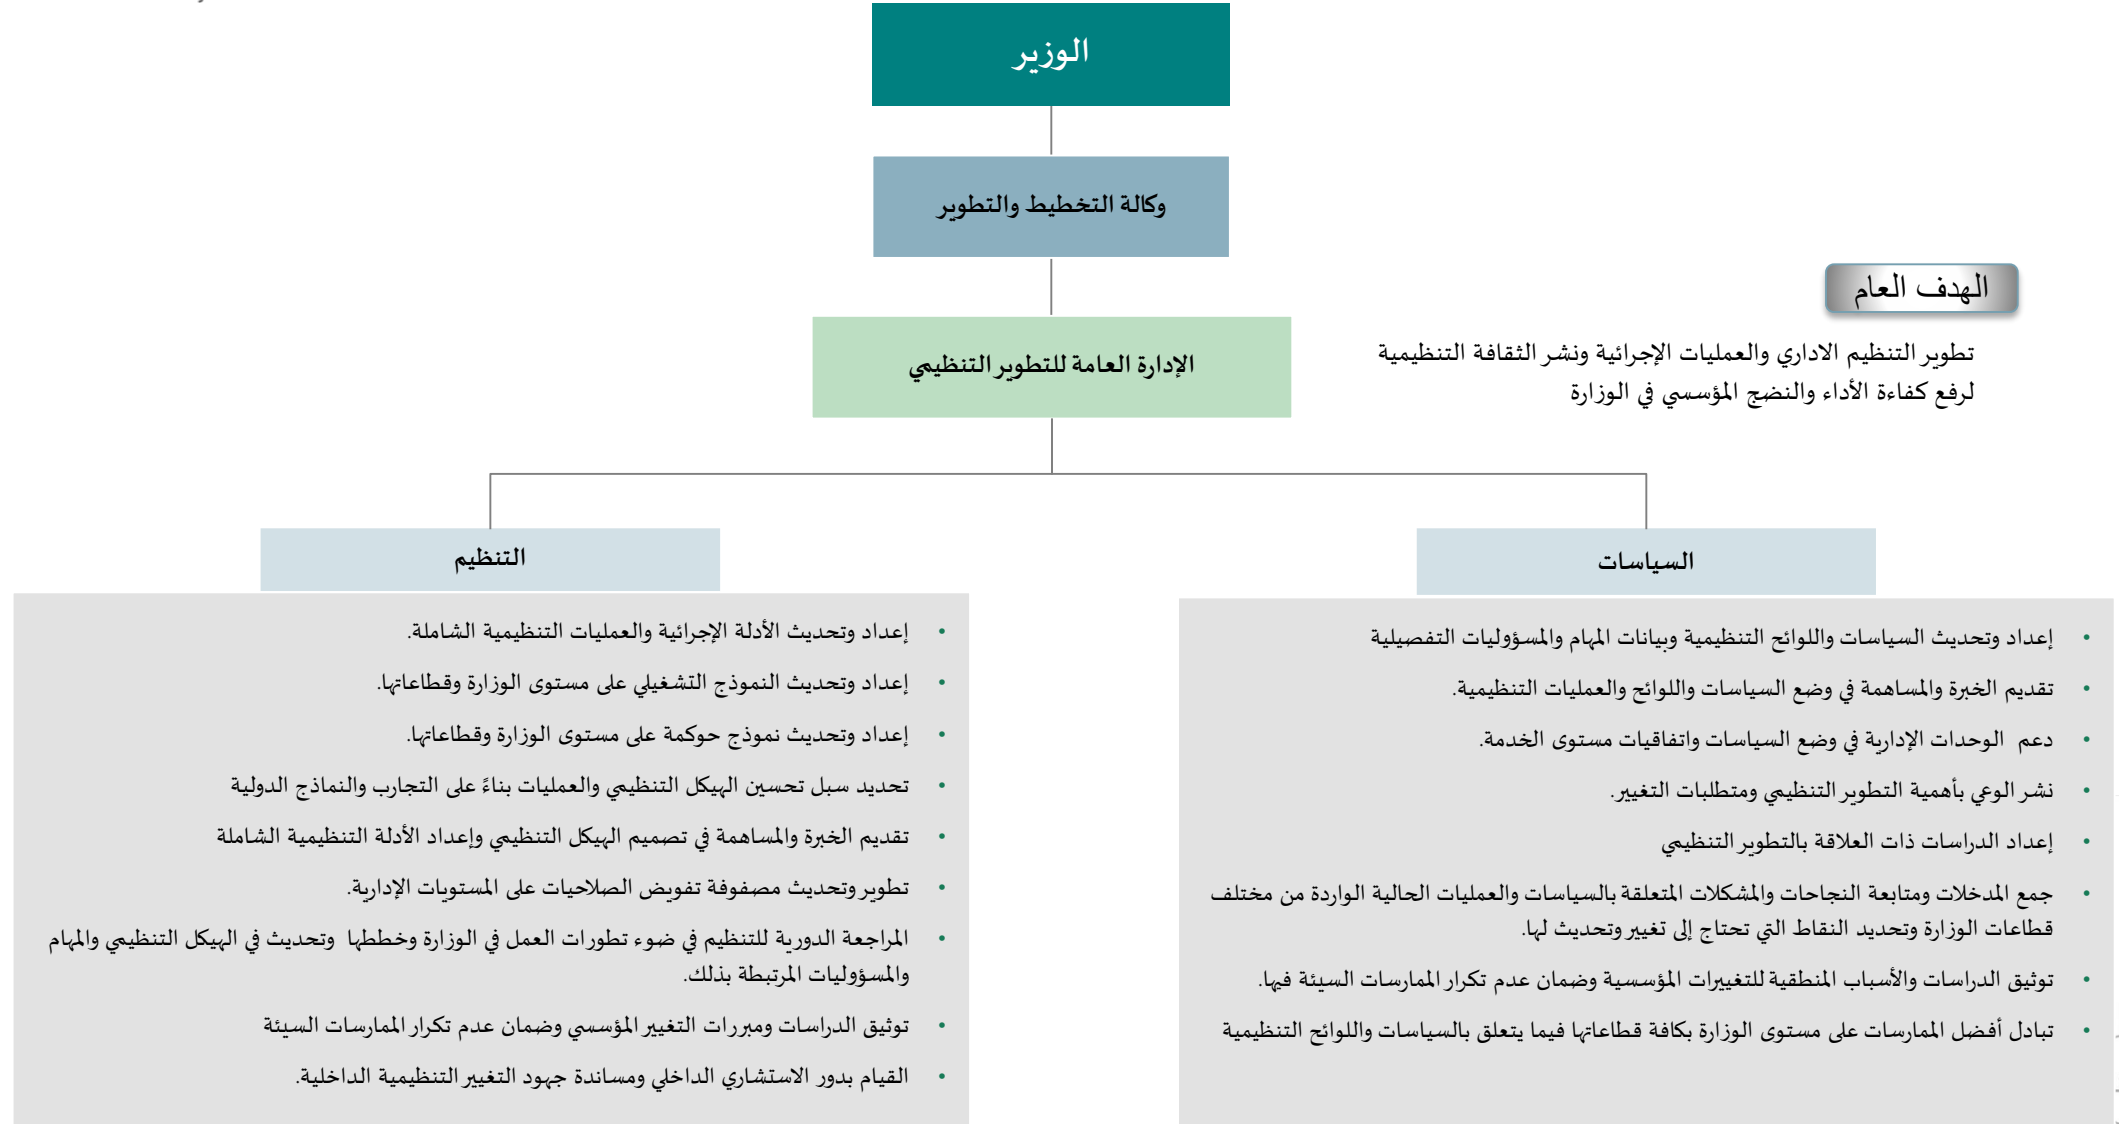 الوزير
وكالة التخطيط والتطوير
الهدف العام
تطوير التنظيم الاداري والعمليات الإجرائية ونشر الثقافة التنظيمية
لرفع كفاءة الأداء والنضج المؤسسي في الوزارة
الإدارة العامة للتطوير التنظيمي
السياسات
• إعداد وتحديث السياسات واللوائح التنظيمية وبيانات المهام والمسؤوليات التفصيلية
• تقديم الخبرة والمساهمة في وضع السياسات واللوائح والعمليات التنظيمية.
• دعم الوحدات الإدارية في وضع السياسات واتفاقيات مستوى الخدمة.
• نشر الوعي بأهمية التطوير التنظيمي ومتطلبات التغيير.
• إعداد الدراسات ذات العلاقة بالتطوير التنظيمي
• جمع المدخلات ومتابعة النجاحات والمشكلات المتعلقة بالسياسات والعمليات الحالية الواردة من مختلف
قطاعات الوزارة وتحديد النقاط التي تحتاج إلى تغيير وتحديث لها.
• توثيق الدراسات والأسباب المنطقية للتغييرات المؤسسية وضمان عدم تكرار الممارسات السيئة فيها.
• تبادل أفضل الممارسات على مستوى الوزارة بكافة قطاعاتها فيما يتعلق بالسياسات واللوائح التنظيمية
التنظيم
• إعداد وتحديث الأدلة الإجرائية والعمليات التنظيمية الشاملة.
• إعداد وتحديث النموذج التشغيلي على مستوى الوزارة وقطاعاتها.
• إعداد وتحديث نموذج حوكمة على مستوى الوزارة وقطاعاتها.
• تحديد سبل تحسين الهيكل التنظيمي والعمليات بناءً على التجارب والنماذج الدولية
• تقديم الخبرة والمساهمة في تصميم الهيكل التنظيمي وإعداد الأدلة التنظيمية الشاملة
• تطوير وتحديث مصفوفة تفويض الصلاحيات على المستويات الإدارية.
• المراجعة الدورية للتنظيم في ضوء تطورات العمل في الوزارة وخططها وتحديث في الهيكل التنظيمي والمهام
والمسؤوليات المرتبطة بذلك.
• توثيق الدراسات ومبررات التغيير المؤسسي وضمان عدم تكرار الممارسات السيئة
• القيام بدور الاستشاري الداخلي ومساندة جهود التغيير التنظيمية الداخلية.